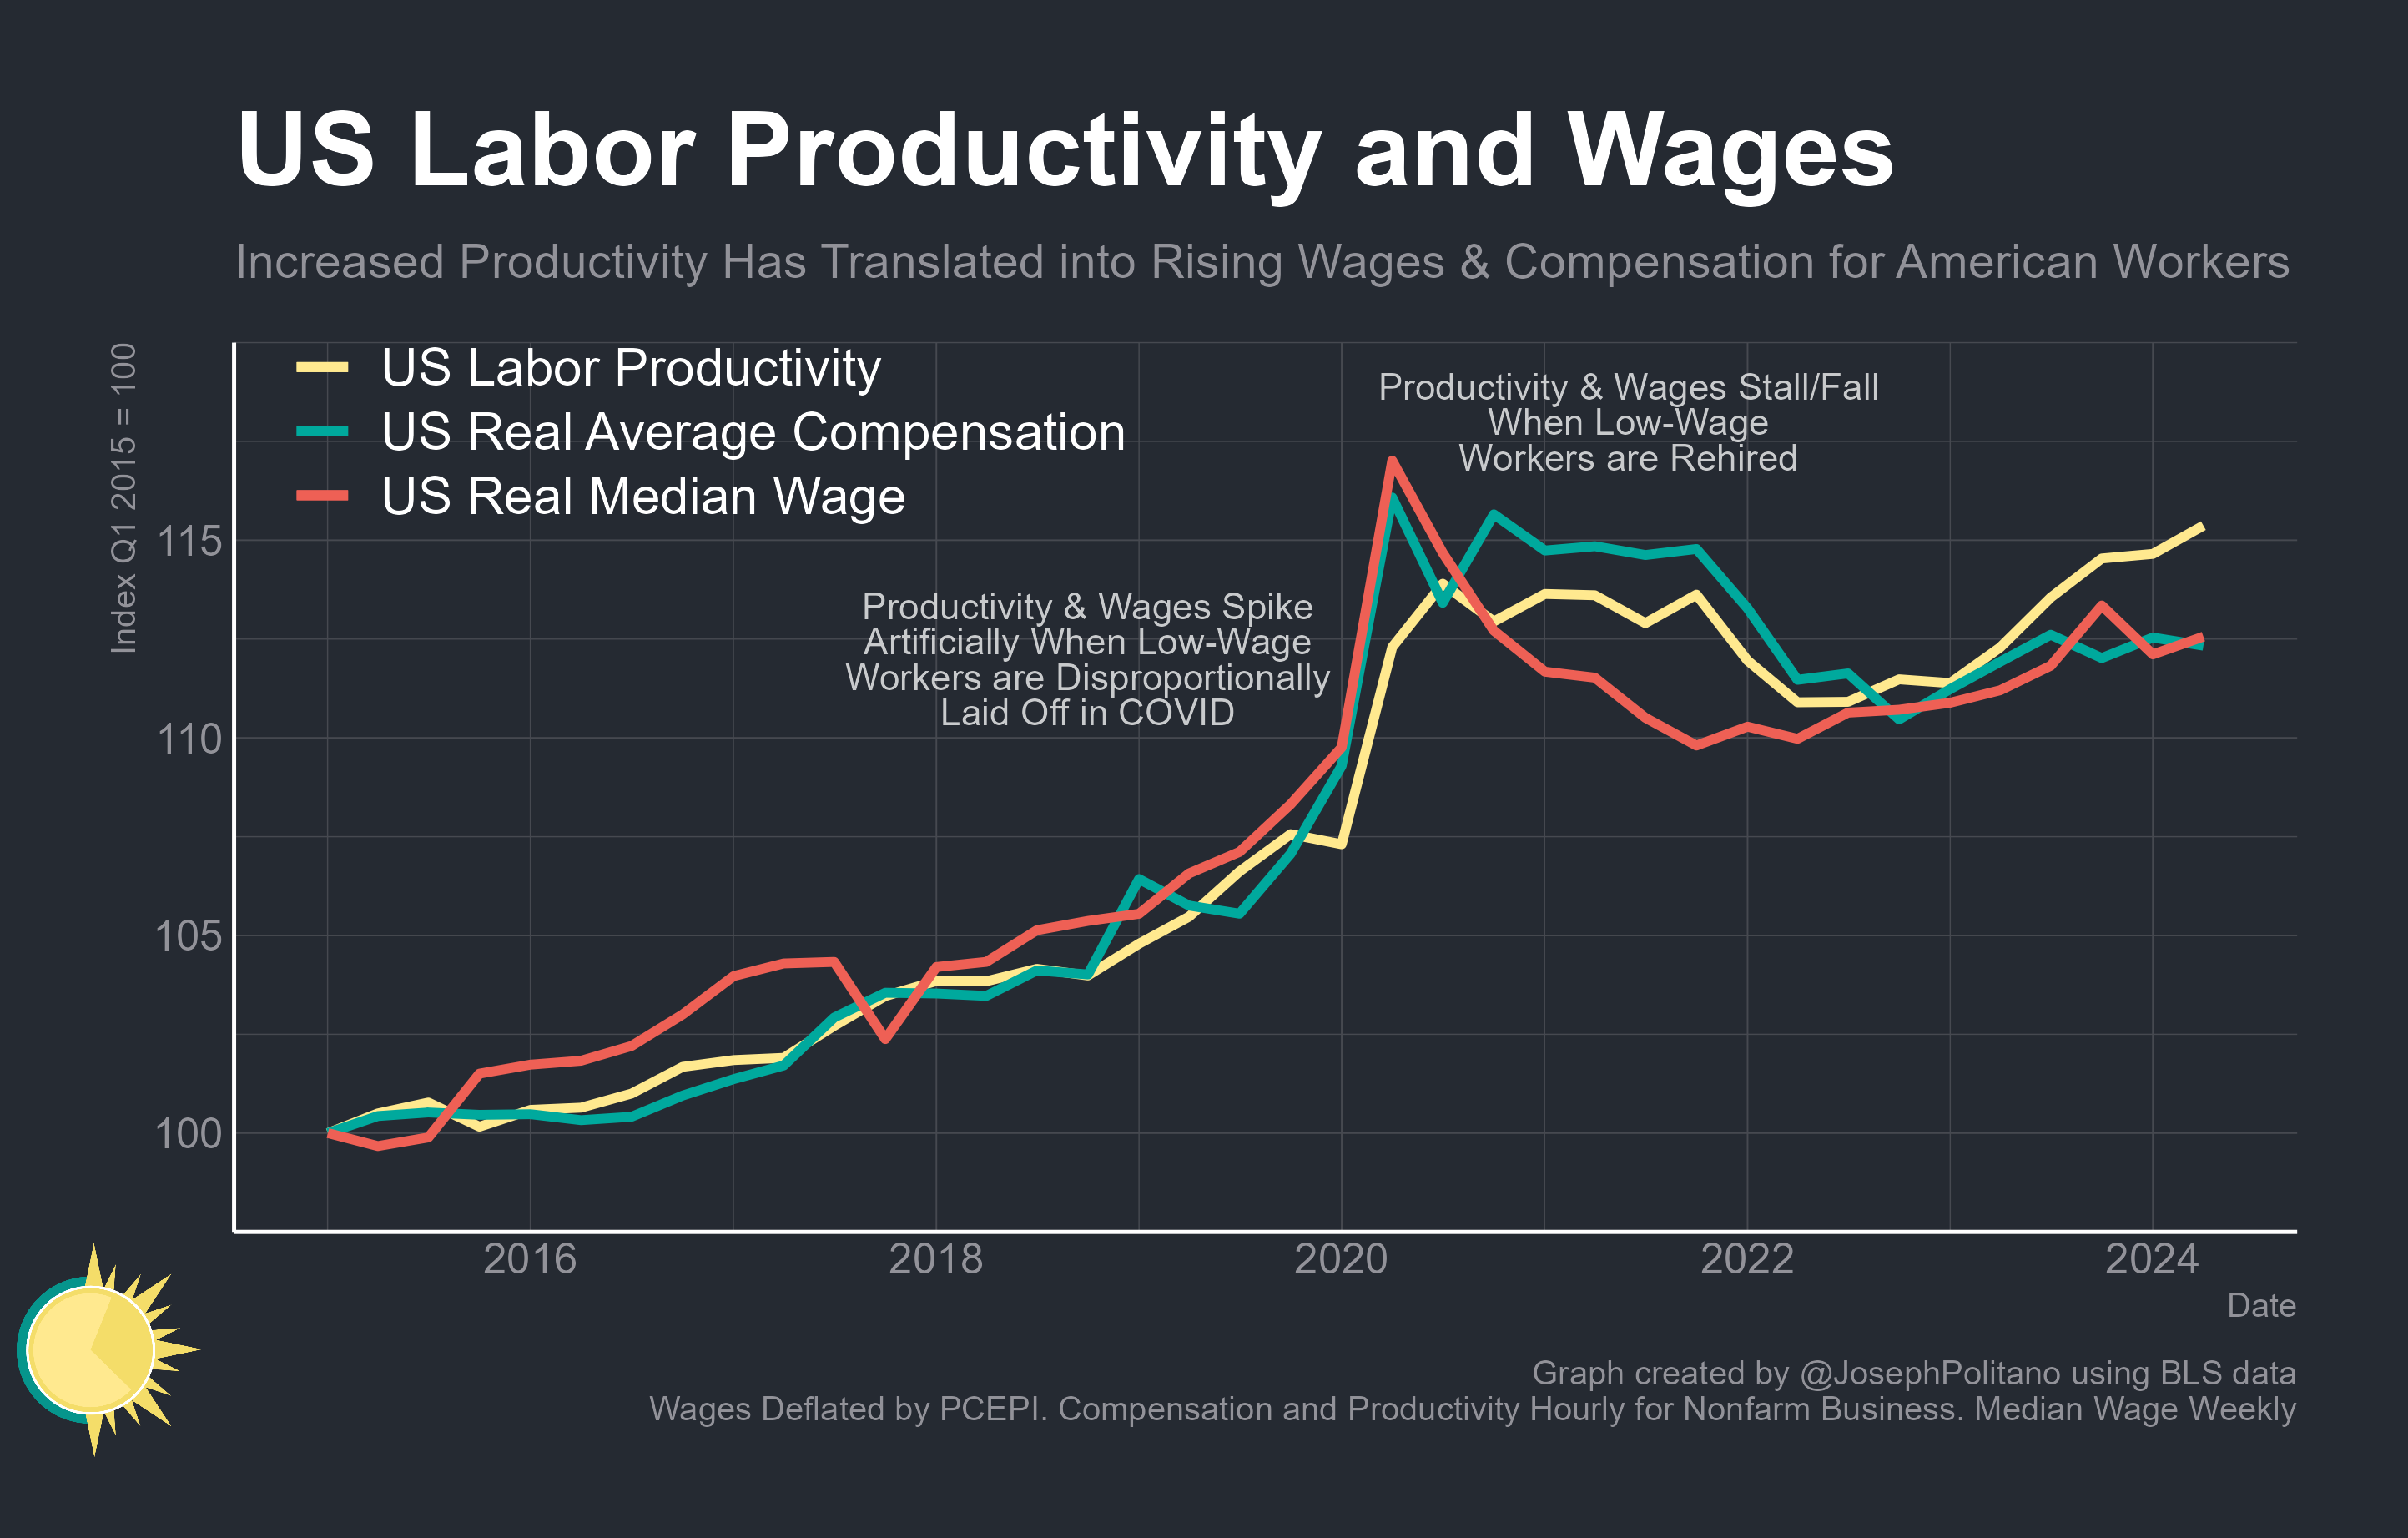 US Labor Productivity and Wages
Increased Productivity Has Translated into Rising Wages & Compensation for American Workers
Index Q1 2015 = 100
US Labor Productivity
US Real Average Compensation
US Real Median Wage
Productivity & Wages Stall/Fall
When Low-Wage
Workers are Rehired
Productivity & Wages Spike
Artificially When Low-Wage
Workers are Disproportionally
Laid Off in COVID
115
110
105
100
2016
2018
2020
2022
2024
Date
Graph created by @JosephPolitano using BLS data
Wages Deflated by PCEPI. Compensation and Productivity Hourly for Nonfarm Business. Median Wage Weekly